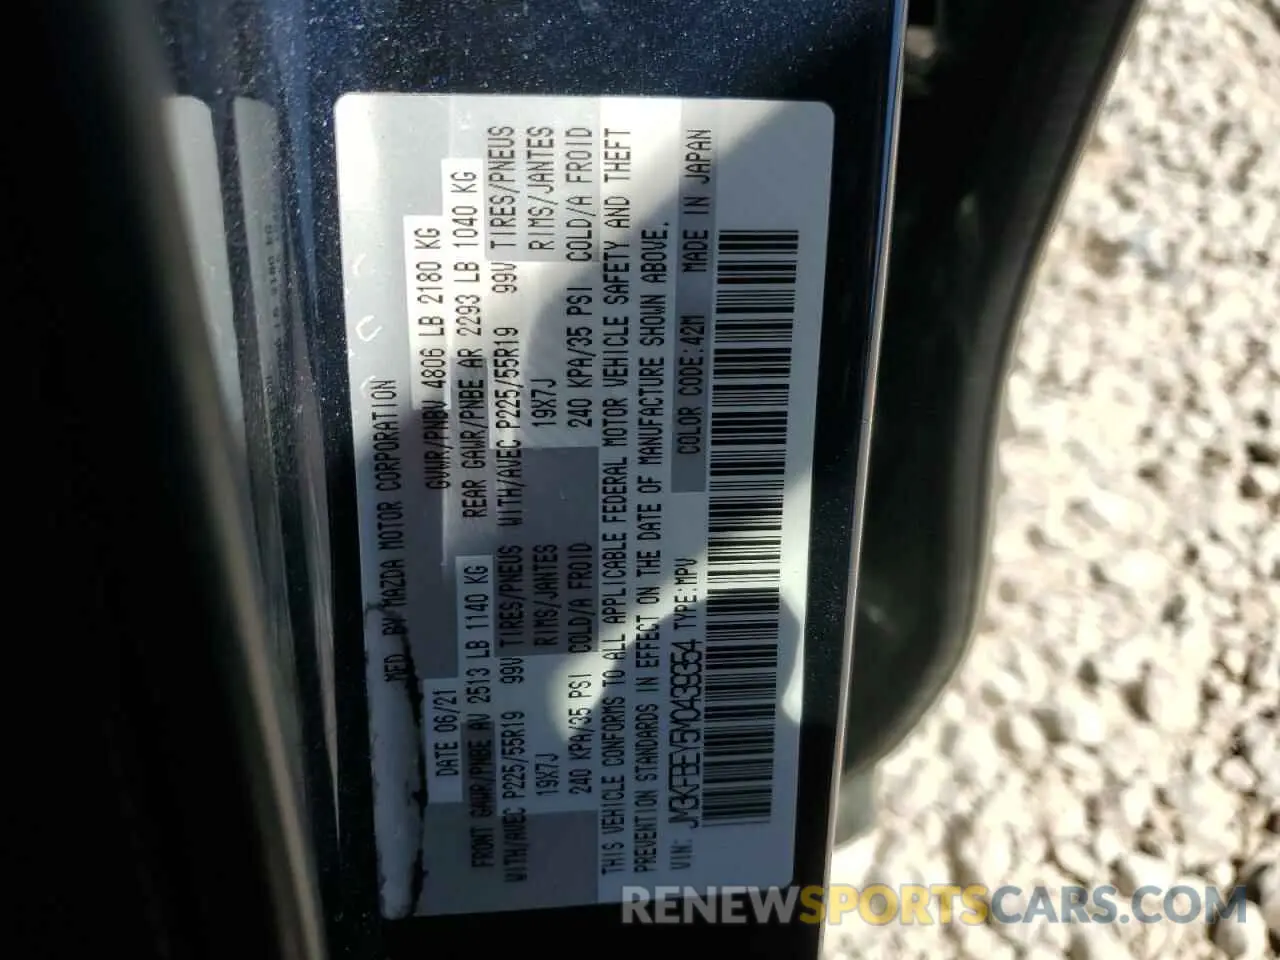 MFD BY MAZDA MOTOR CORPORATION
DATE 06/21 GVWR/PNBV 4806 LB 2180 KG
FRONT GAWR/PNBE AV 2513 LB 1140 KG REAR GAWR/PNBE AR 2293 LB 1040 KG
WITH/AVEC P225/55R19 99V TIRES/PNEUS WITH/AVEC P225/55R19 99V TIRES/PNEUS
19X7J RIMS/JANTES 19X7J RIMS/JANTES
240 KPA/35 PSI COLD/A FROID 240 KPA/35 PSI COLD/A FROID
THIS VEHICLE CONFORMS TO ALL APPLICABLE FEDERAL MOTOR VEHICLE SAFETY AND THEFT
PREVENTION STANDARDS IN EFFECT ON THE DATE OF MANUFACTURE SHOWN ABOVE.
VIN: JM3KFBEY5M0439354 TYPE:MPV COLOR CODE:42M MADE IN JAPAN
RENEWSPORTSCARS.COM